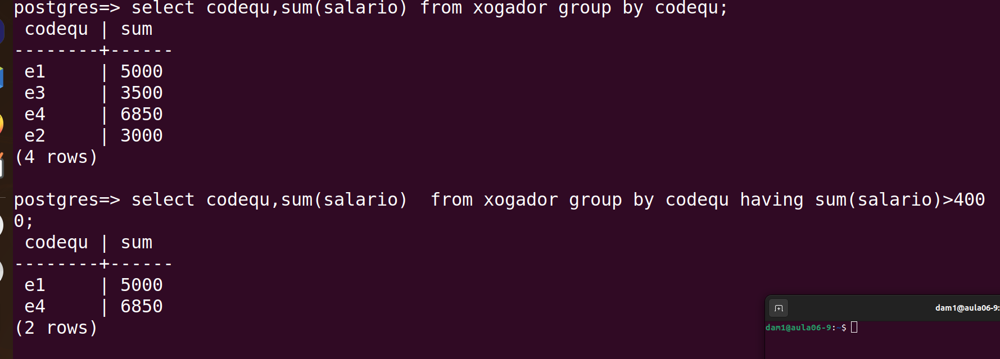 postgres=> select codequ,sum(salario) from xogador group by codequ;
 codequ | sum
--------+------
 e1     | 5000
 e3     | 3500
 e4     | 6850
 e2     | 3000
(4 rows)

postgres=> select codequ,sum(salario)  from xogador group by codequ having sum(salario)>400
0;
 codequ | sum
--------+------
 e1     | 5000
 e4     | 6850
(2 rows)
dam1@aula06-9:
dam1@aula06-9:~$